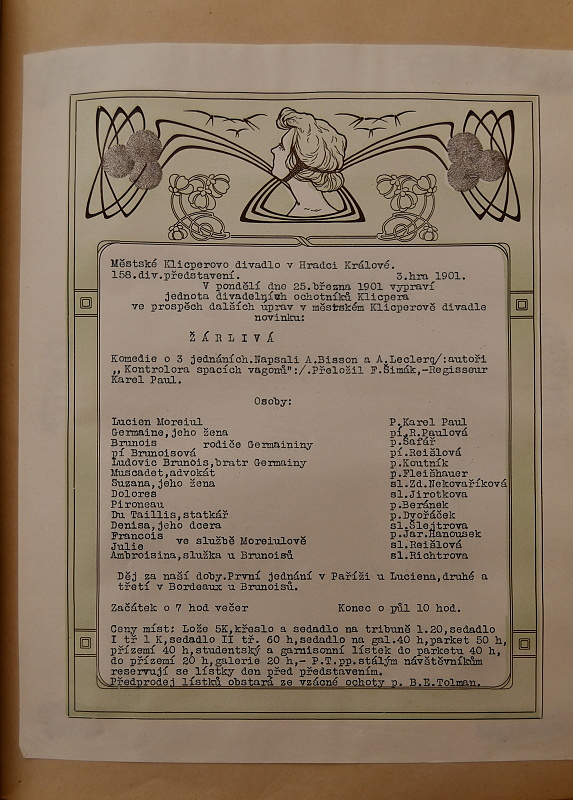 Městské Klicperovo divadlo v Hradci Králové.
158.div.představení. 3.hra 1901.
V pondělí dne 25.března 1901 vypraví
jednota divadelních ochotníků Klicpera
ve prospěch dalších úprav v městském Klicperově divadle
novinku:
Ž Á R L I V Á
Komedie o 3 jednáních.Napsali A.Bisson a A.Leclerq/:autoři
„Kontrolora spacích vagonů":/.Přeložil F.Šimák,-Regisseur
Karel Paul.
Osoby:
Lucien Moreiul P.Karel Paul
Germaine,jeho žena pí.R.Paulová
Brunois rodiče Germaininy p.Šafář
pí Brunoisová pí.Reišlová
Ludovic Brunois,bratr Germainy p.Koutník
Muscadet,advokát p.Fleišhauer
Suzana,jeho žena sl.Zd.Nekovaříková
Dolores sl.Jirotkova
Pironeau p.Beránek
Du Taillis,statkář p.Dvořáček
Denisa,jeho dcera sl.Šlejtrova
Francois ve službě Moreiulově p.Jar.Hanousek
Julie sl.Reišlová
Ambroisina,služka u Brunoisů sl.Richtrova
Děj za naší doby.První jednání v Paříži u Luciena,druhé a
třetí v Bordeaux u Brunoisů.
Začátek o 7 hod večer Konec o půl 10 hod.
Ceny míst: Lože 5K,křeslo a sedadlo na tribuně 1.20,sedadlo
I tř 1 K,sedadlo II tř. 60 h,sedadlo na gal.40 h,parket 50 h,
přízemí 40 h,studentský a garnisonní lístek do parketu 40 h,
do přízemí 20 h,galerie 20 h,- P.T.pp.stálým návštěvníkům
reservují se lístky den před představením.
Předprodej lístků obstará ze vzácné ochoty p. B.E.Tolman.